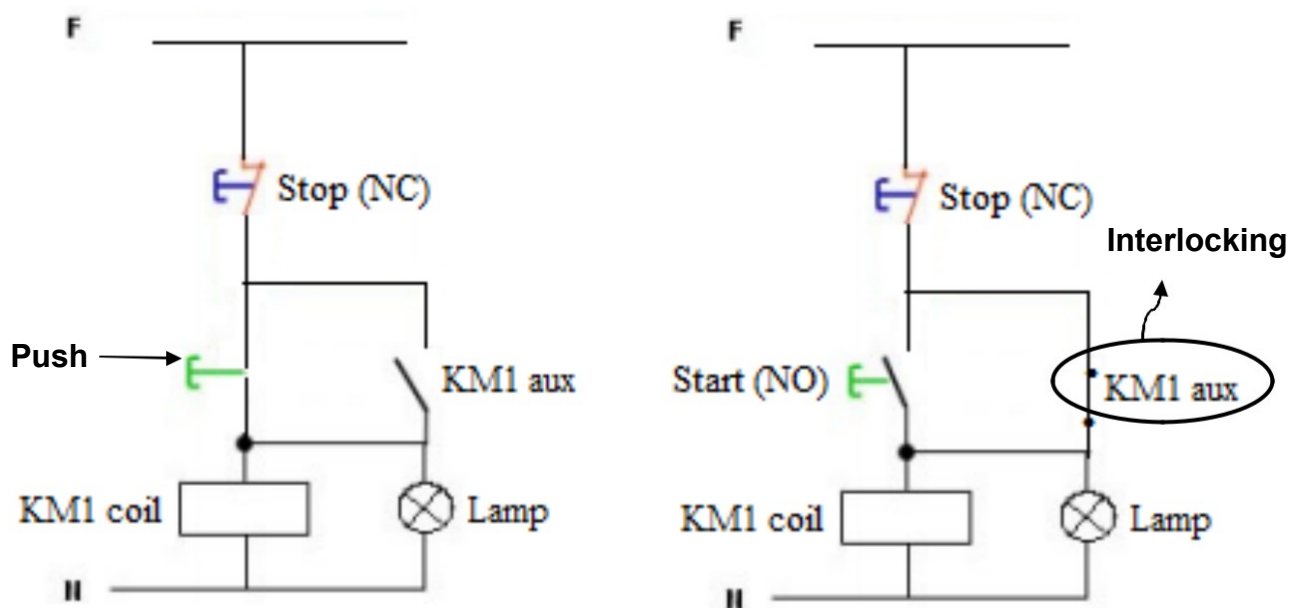 F
Stop (NC)
Push
KM1 aux
KM1 coil
Lamp
N
F
Stop (NC)
Interlocking
Start (NO)
KM1 aux
KM1 coil
Lamp
N